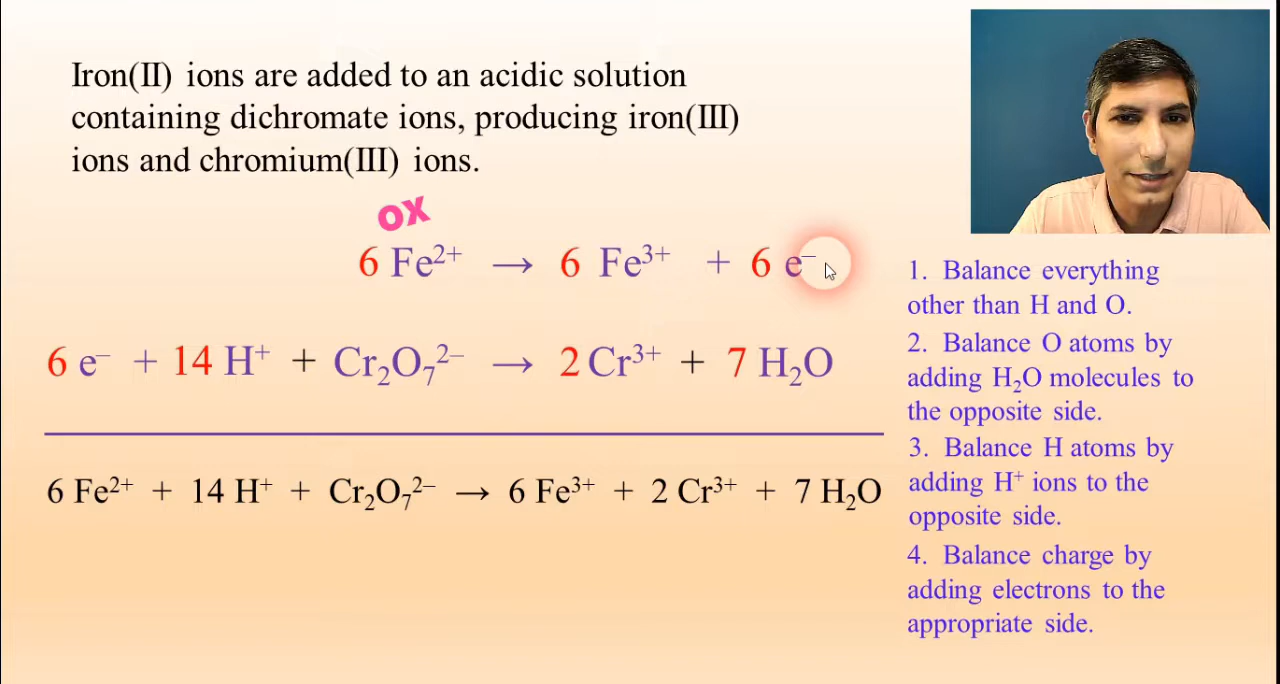 Iron(II) ions are added to an acidic solution
containing dichromate ions, producing iron(III)
ions and chromium(III) ions.
ox
6 Fe²⁺ → 6 Fe³⁺ + 6 e⁻
6 e⁻ + 14 H⁺ + Cr₂O₇²⁻ → 2 Cr³⁺ + 7 H₂O
6 Fe²⁺ + 14 H⁺ + Cr₂O₇²⁻ → 6 Fe³⁺ + 2 Cr³⁺ + 7 H₂O
1. Balance everything
other than H and O.
2. Balance O atoms by
adding H₂O molecules to
the opposite side.
3. Balance H atoms by
adding H⁺ ions to the
opposite side.
4. Balance charge by
adding electrons to the
appropriate side.